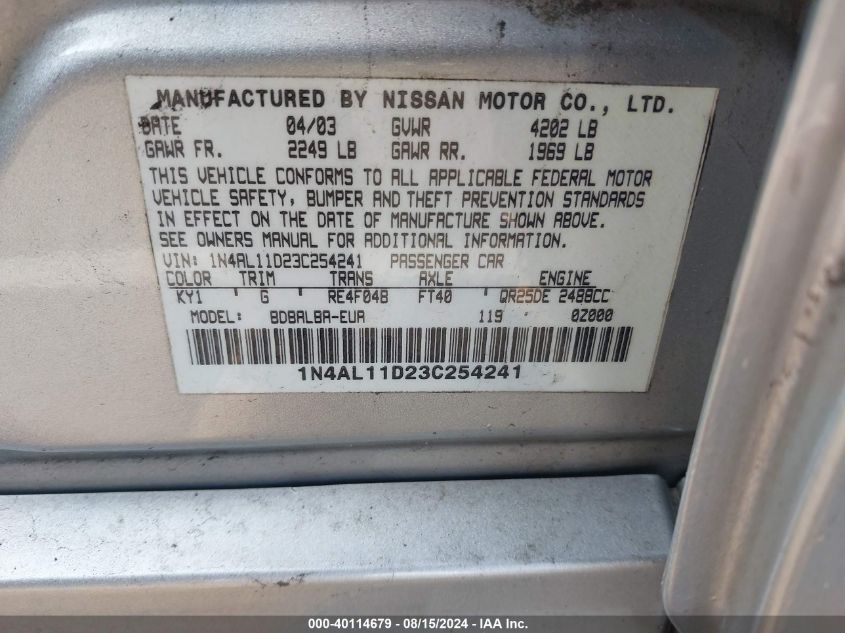 MANUFACTURED BY NISSAN MOTOR CO., LTD.
DATE 04/03 GVWR 4202 LB
GAWR FR. 2249 LB GAWR RR. 1969 LB
THIS VEHICLE CONFORMS TO ALL APPLICABLE FEDERAL MOTOR
VEHICLE SAFETY, BUMPER AND THEFT PREVENTION STANDARDS
IN EFFECT ON THE DATE OF MANUFACTURE SHOWN ABOVE.
SEE OWNERS MANUAL FOR ADDITIONAL INFORMATION.
VIN: 1N4AL11D23C254241 PASSENGER CAR
COLOR TRIM TRANS AXLE ENGINE
KY1 G RE4F04B FT40 QR25DE 2488CC
MODEL: BDBALBA-EUA 119 0Z000
1N4AL11D23C254241
000-40114679 - 08/15/2024 - IAA Inc.